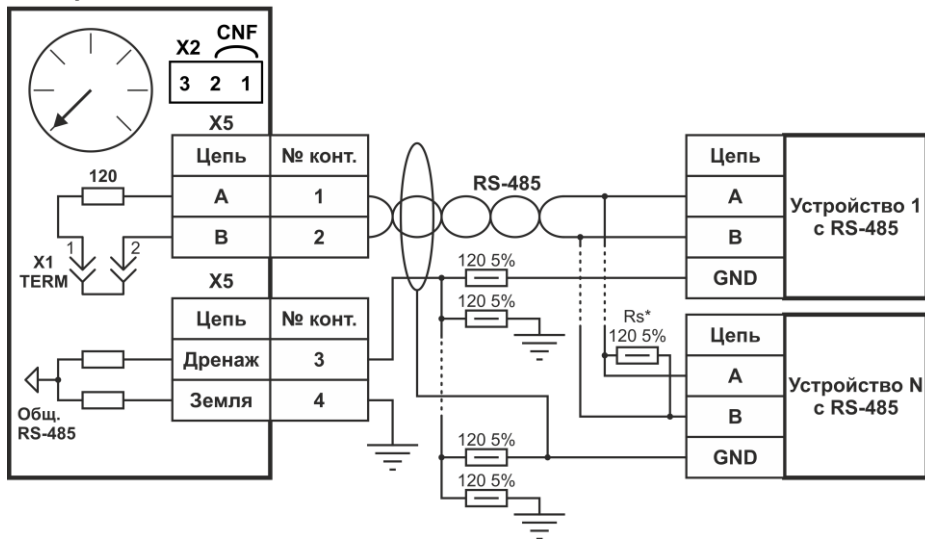 CNF
X2
3 2 1
X5
Цепь № конт.
A 1
B 2
120
1 2
X1
TERM
X5
Цепь № конт.
Дренаж 3
Земля 4
Общ.
RS-485
RS-485
120 5%
120 5%
Rs*
120 5%
120 5%
120 5%
Цепь
A
B
GND
Устройство 1
с RS-485
Цепь
A
B
GND
Устройство N
с RS-485